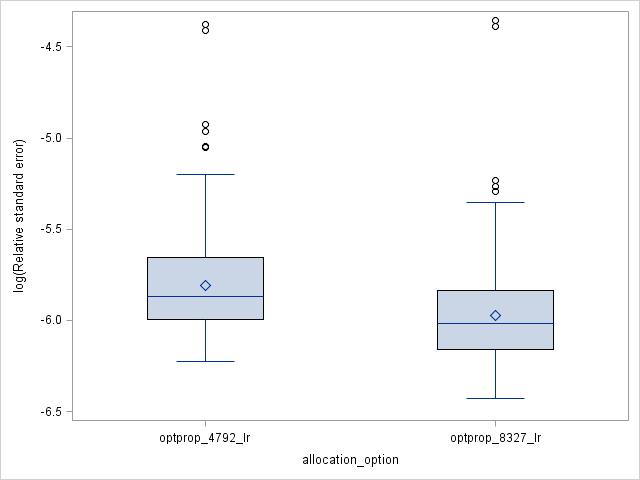 log(Relative standard error)
-4.5
-5.0
-5.5
-6.0
-6.5
optprop_4792_lr optprop_8327_lr
allocation_option